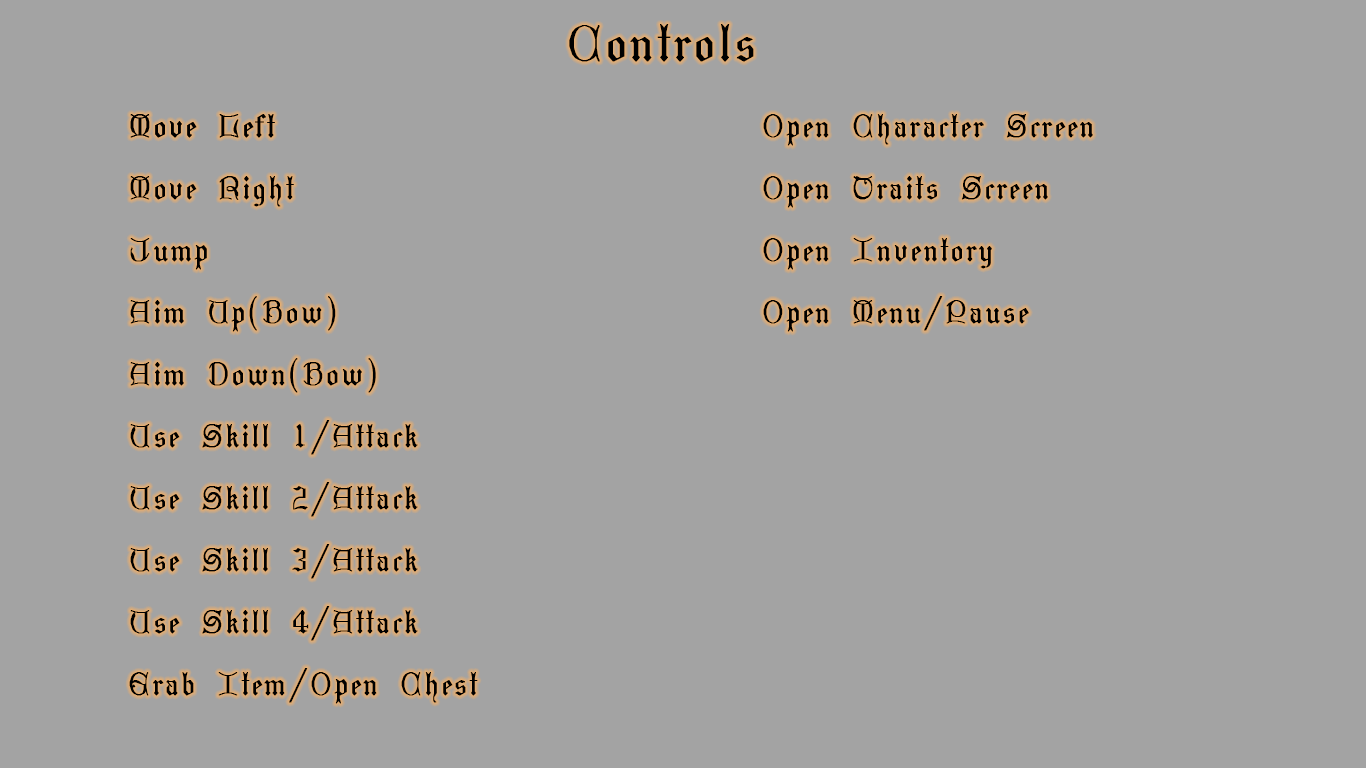 Controls
Move Left
Move Right
Jump
Aim Up(Bow)
Aim Down(Bow)
Use Skill 1/Attack
Use Skill 2/Attack
Use Skill 3/Attack
Use Skill 4/Attack
Grab Item/Open Chest
Open Character Screen
Open Traits Screen
Open Inventory
Open Menu/Pause